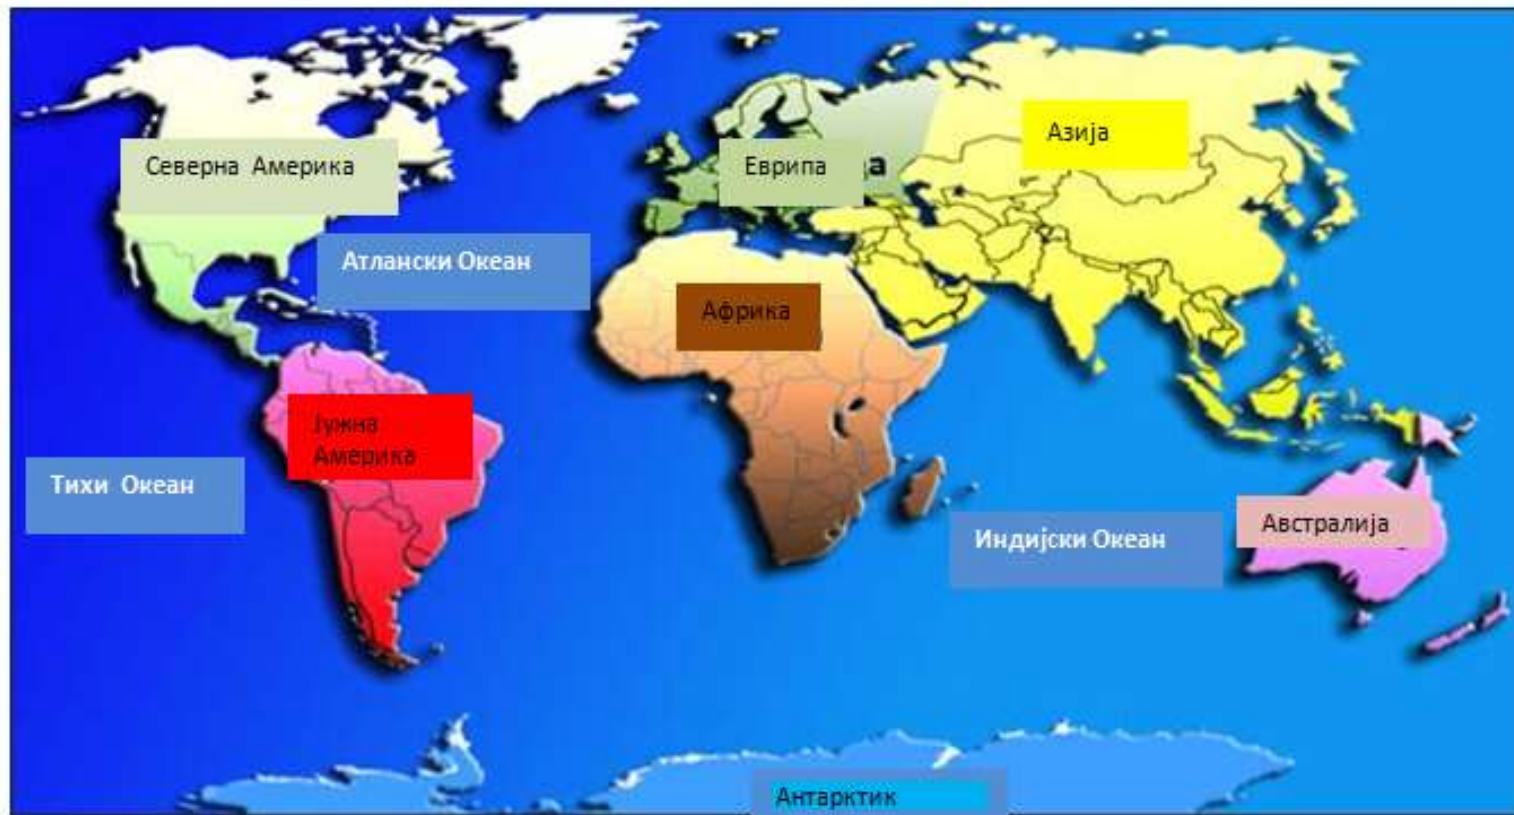 Азија
Северна Америка
Еврипа
а
Атлански Океан
Африка
Јужна
Америка
Тихи Океан
Австралија
Индијски Океан
Антарктик